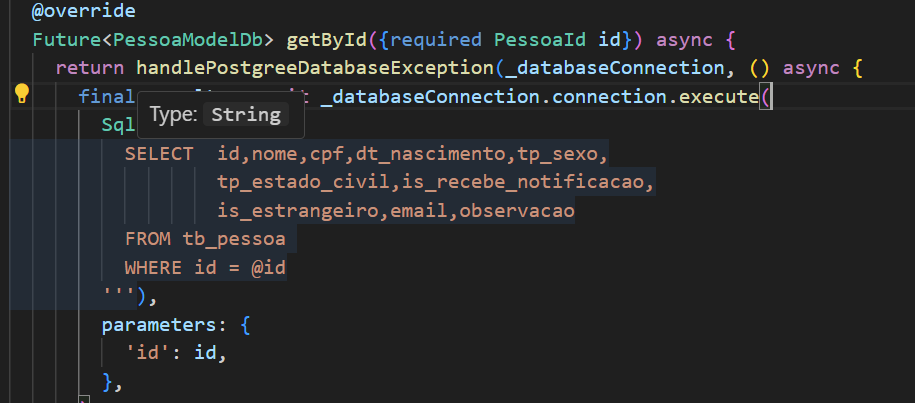 @override
Future<PessoaModelDb> getById({required PessoaId id}) async {
return handlePostgreeDatabaseException(_databaseConnection, () async {
final _databaseConnection.connection.execute(
Type: String
Sql
SELECT id,nome,cpf,dt_nascimento,tp_sexo,
tp_estado_civil,is_recebe_notificacao,
is_estrangeiro,email,observacao
FROM tb_pessoa
WHERE id = @id
'''),
parameters: {
'id': id,
},